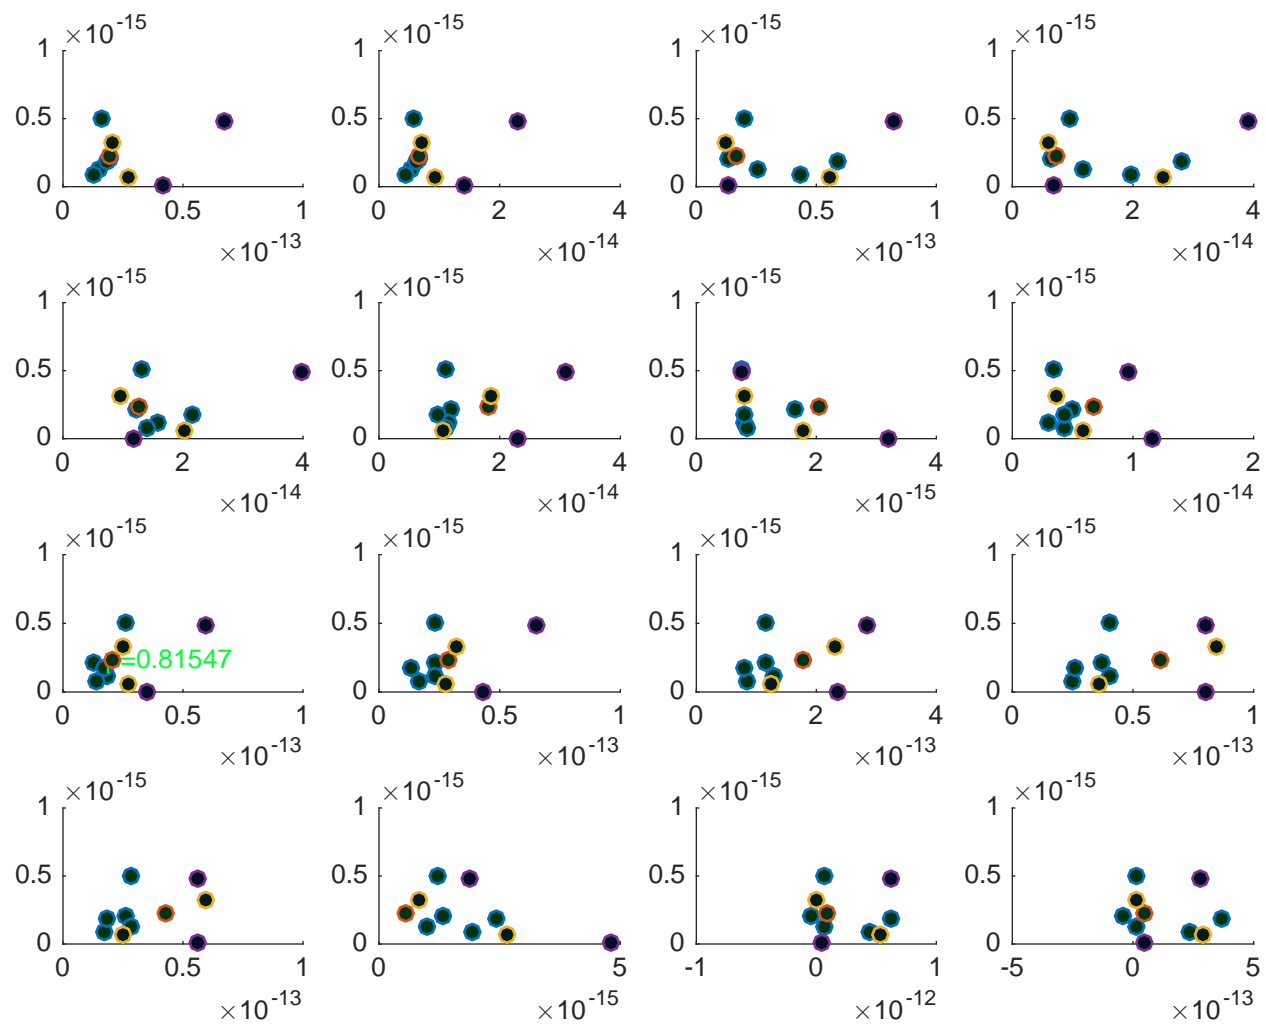 ×10-15 ×10-15 ×10-15 ×10-15
1 1 1 1
0.5 0.5 0.5 0.5
0 0 0 0
0 0.5 1 0 2 4 0 0.5 1 0 2 4
×10-13 ×10-14 ×10-13 ×10-14
×10-15 ×10-15 ×10-15 ×10-15
1 1 1 1
0.5 0.5 0.5 0.5
0 0 0 0
0 2 4 0 2 4 0 2 4 0 1 2
×10-14 ×10-14 ×10-15 ×10-14
×10-15 ×10-15 ×10-15 ×10-15
1 1 1 1
0.5 0.5 0.5 0.5
=0.81547
0 0 0 0
0 0.5 1 0 0.5 1 0 2 4 0 0.5 1
×10-13 ×10-13 ×10-13 ×10-13
×10-15 ×10-15 ×10-15 ×10-15
1 1 1 1
0.5 0.5 0.5 0.5
0 0 0 0
0 0.5 1 0 5 -1 0 1 -5 0 5
×10-13 ×10-15 ×10-12 ×10-13